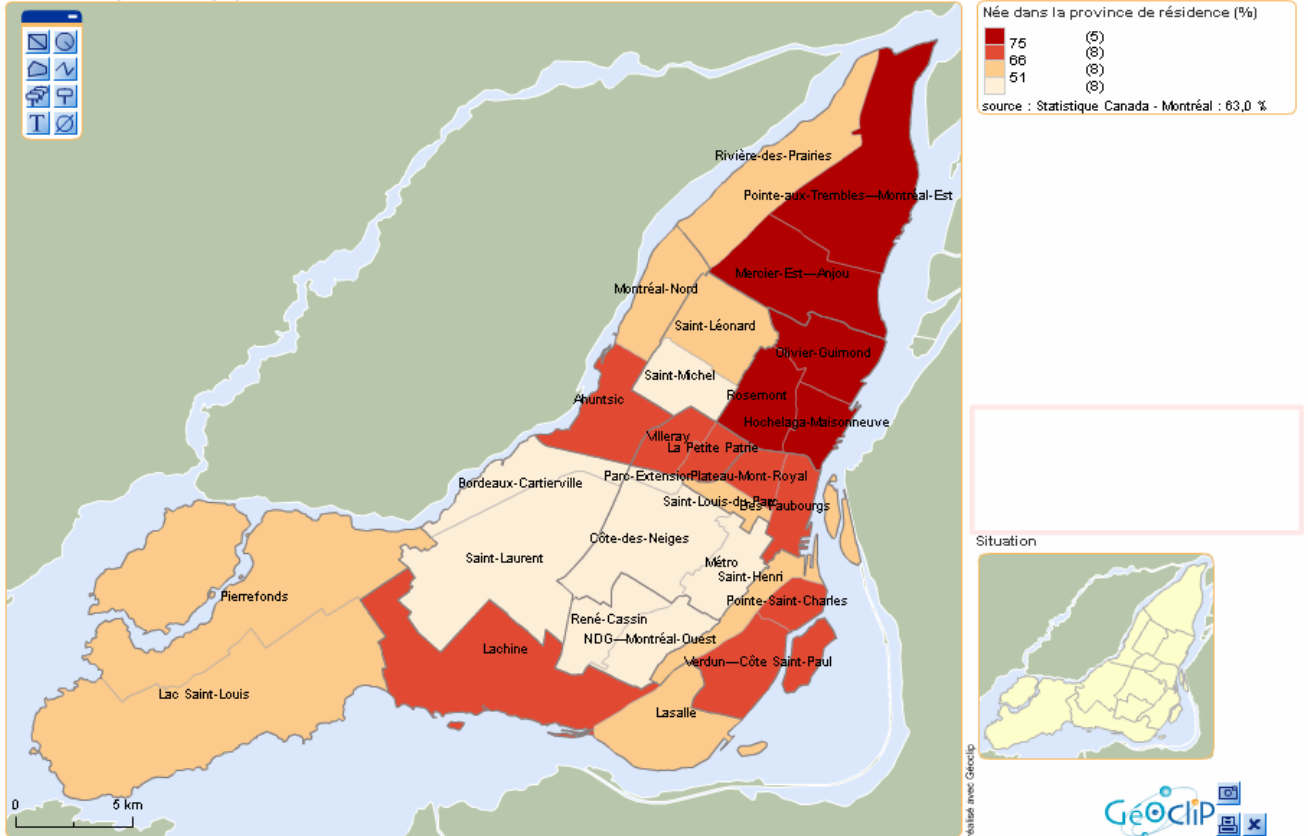 Née dans la province de résidence (%)
75 (5)
66 (8)
51 (8)
(8)
source : Statistique Canada - Montréal : 63,0 %
T
Rivière-des-Prairies
Pointe-aux-Trembles—Montréal-Est
Mercier-Est—Anjou
Montréal-Nord
Saint-Léonard
Olivier-Guimond
Saint-Michel
Rosemont
Ahuntsic
Hochelaga-Maisonneuve
Villeray
La Petite Patrie
Parc-Extension
Plateau-Mont-Royal
Bordeaux-Cartierville
Saint-Louis-du-Parc
Des Faubourgs
Côte-des-Neiges
Saint-Laurent
Métro
Saint-Henri
Pierrefonds
Pointe-Saint-Charles
René-Cassin
NDG—Montréal-Ouest
Lachine
Verdun—Côte Saint-Paul
Lac Saint-Louis
Lasalle
0 5 km
Situation
réalisé avec Géoclip
Géoclip